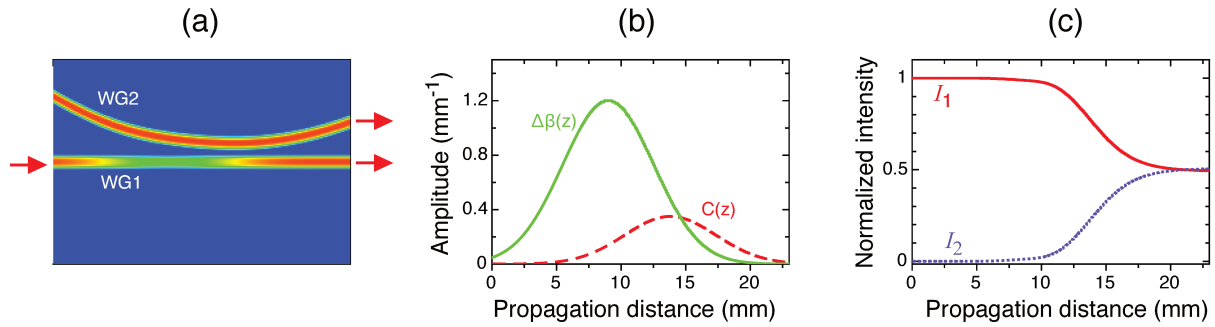 (a)
WG2
WG1
(b)
Amplitude (mm-1)
1.2
0.8
0.4
0
Δβ(z)
C(z)
0 5 10 15 20
Propagation distance (mm)
(c)
Normalized intensity
1
0.5
0
I1
I2
0 5 10 15 20
Propagation distance (mm)